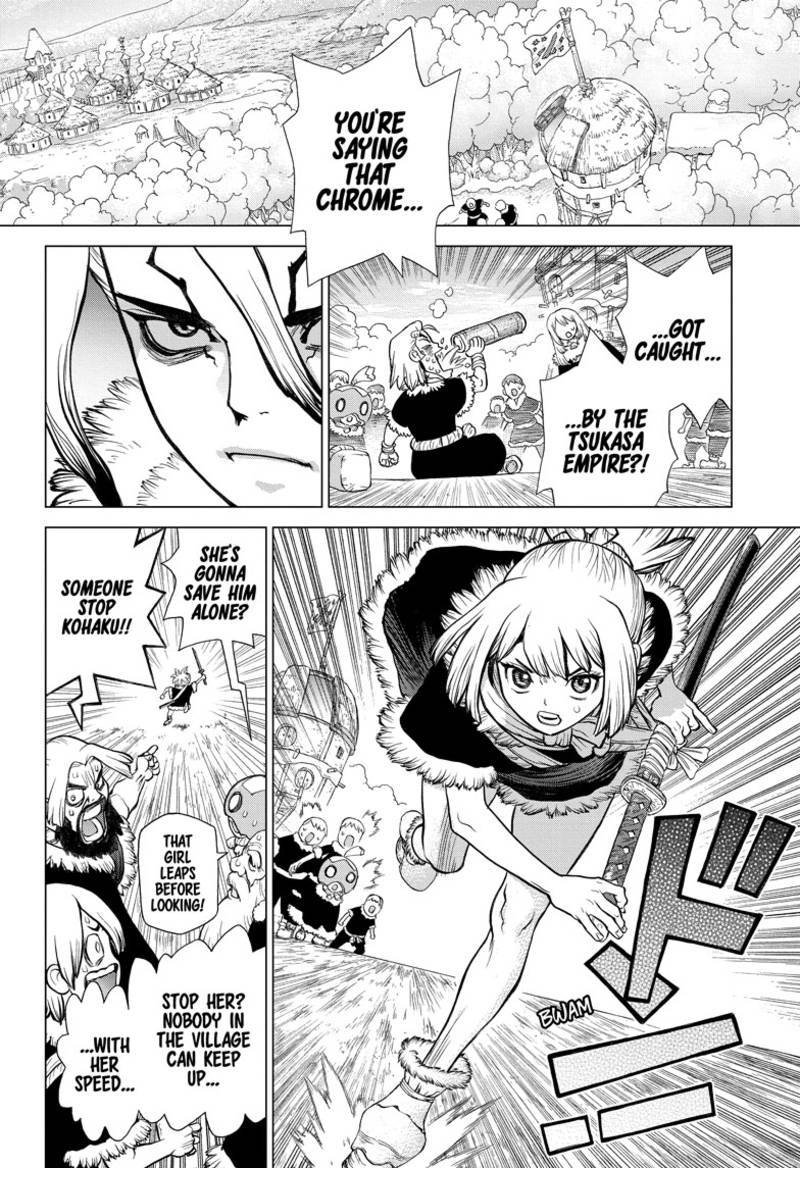 YOU'RE
SAYING
THAT
CHROME...
...GOT
CAUGHT...
...BY THE
TSUKASA
EMPIRE?!
ドーン
BWAM
SHE'S
GONNA
SAVE HIM
ALONE?
SOMEONE
STOP
KOHAKU!!
THAT
GIRL
LEAPS
BEFORE
LOOKING!
STOP HER?
NOBODY IN
THE VILLAGE
CAN KEEP
UP...
...WITH
HER
SPEED...